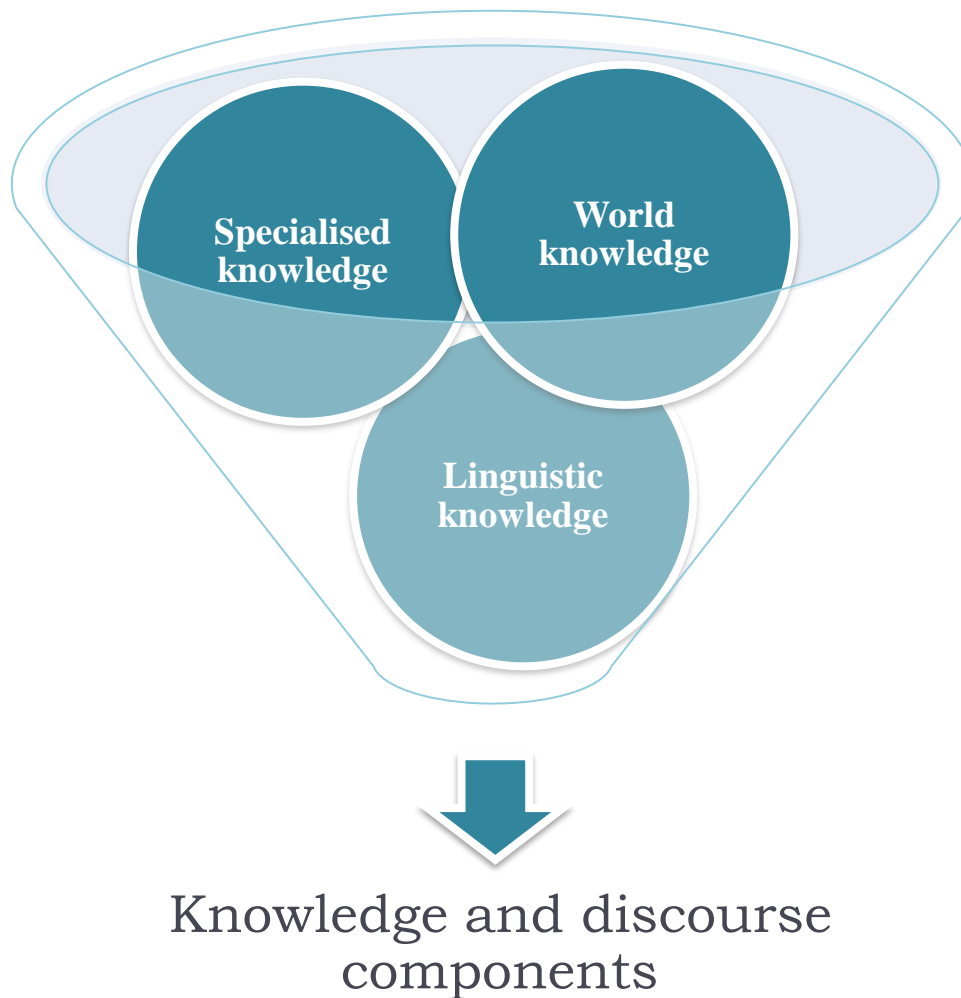 Specialised
knowledge
World
knowledge
Linguistic
knowledge
Knowledge and discourse
components